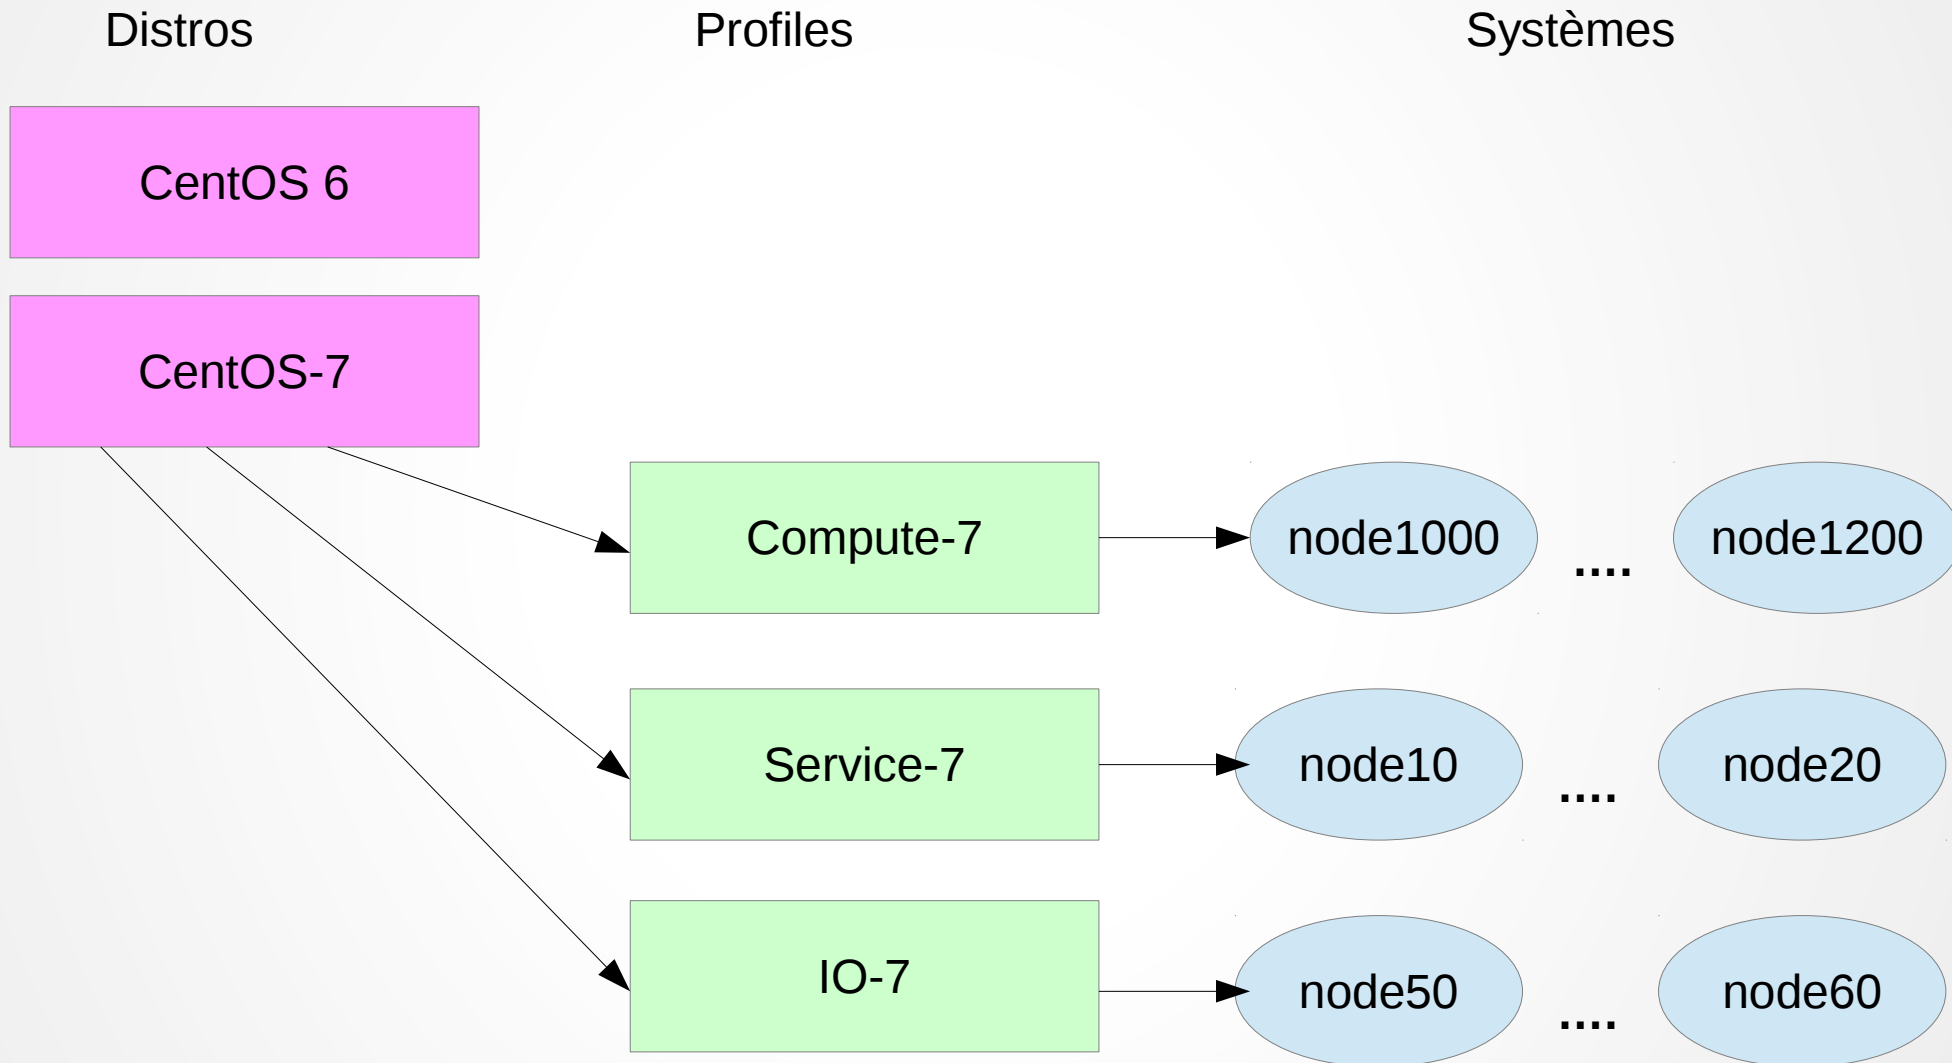 Distros
Profiles
Systèmes
CentOS 6
CentOS-7
Compute-7
node1000
....
node1200
Service-7
node10
....
node20
IO-7
node50
....
node60